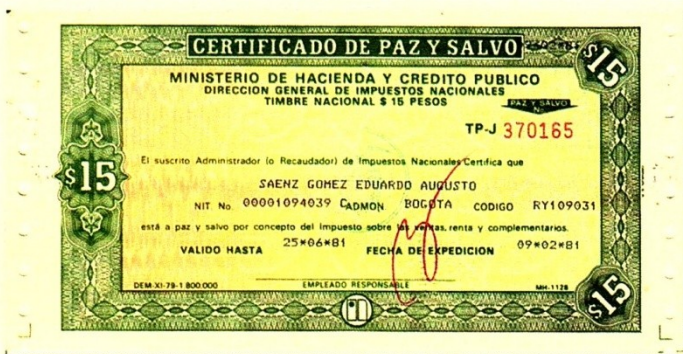 CERTIFICADO DE PAZ Y SALVO
$15
MINISTERIO DE HACIENDA Y CREDITO PUBLICO
DIRECCION GENERAL DE IMPUESTOS NACIONALES
TIMBRE NACIONAL $ 15 PESOS
PAZ Y SALVO
No
TP-J 370165
El suscrito Administrador (o Recaudador) de Impuestos Nacionales Certifica que
SAENZ GOMEZ EDUARDO AUGUSTO
$15
NIT. No. 00001094039 C ADMON BOGOTA CODIGO RY109031
está a paz y salvo por concepto del Impuesto sobre las ventas, renta y complementarios.
VALIDO HASTA 25*06*81 FECHA DE EXPEDICION 09*02*81
DEM-XI-79-1.800.000 EMPLEADO RESPONSABLE MH-1128
$15